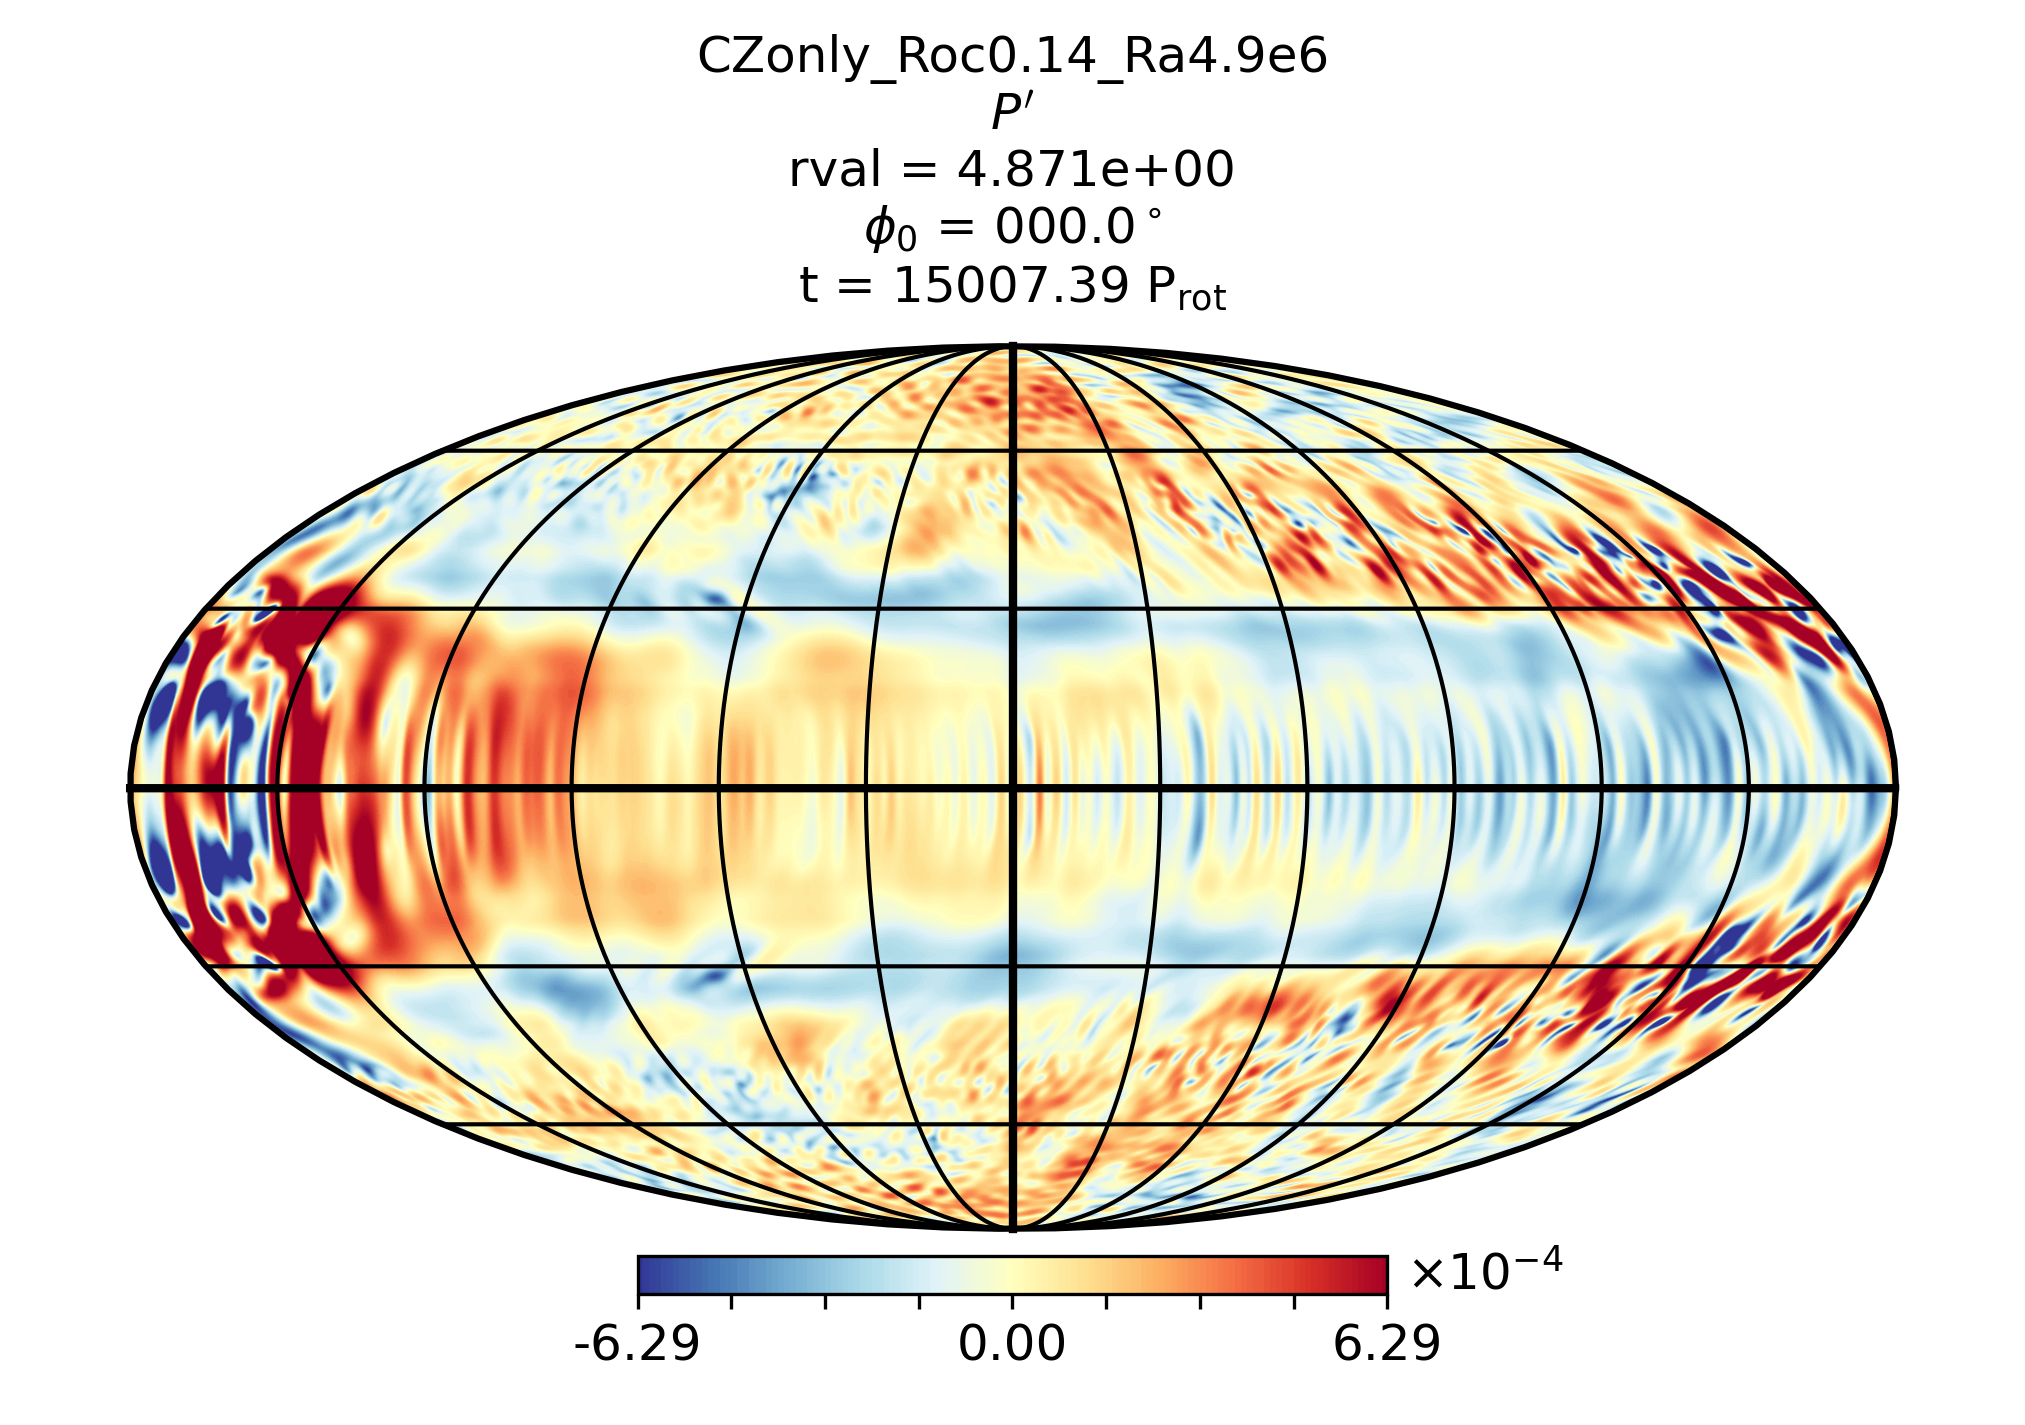 CZonly_Roc0.14_Ra4.9e6
P′
rval = 4.871e+00
ϕ₀ = 000.0°
t = 15007.39 Pᵣₒₜ
×10⁻⁴
-6.29 0.00 6.29